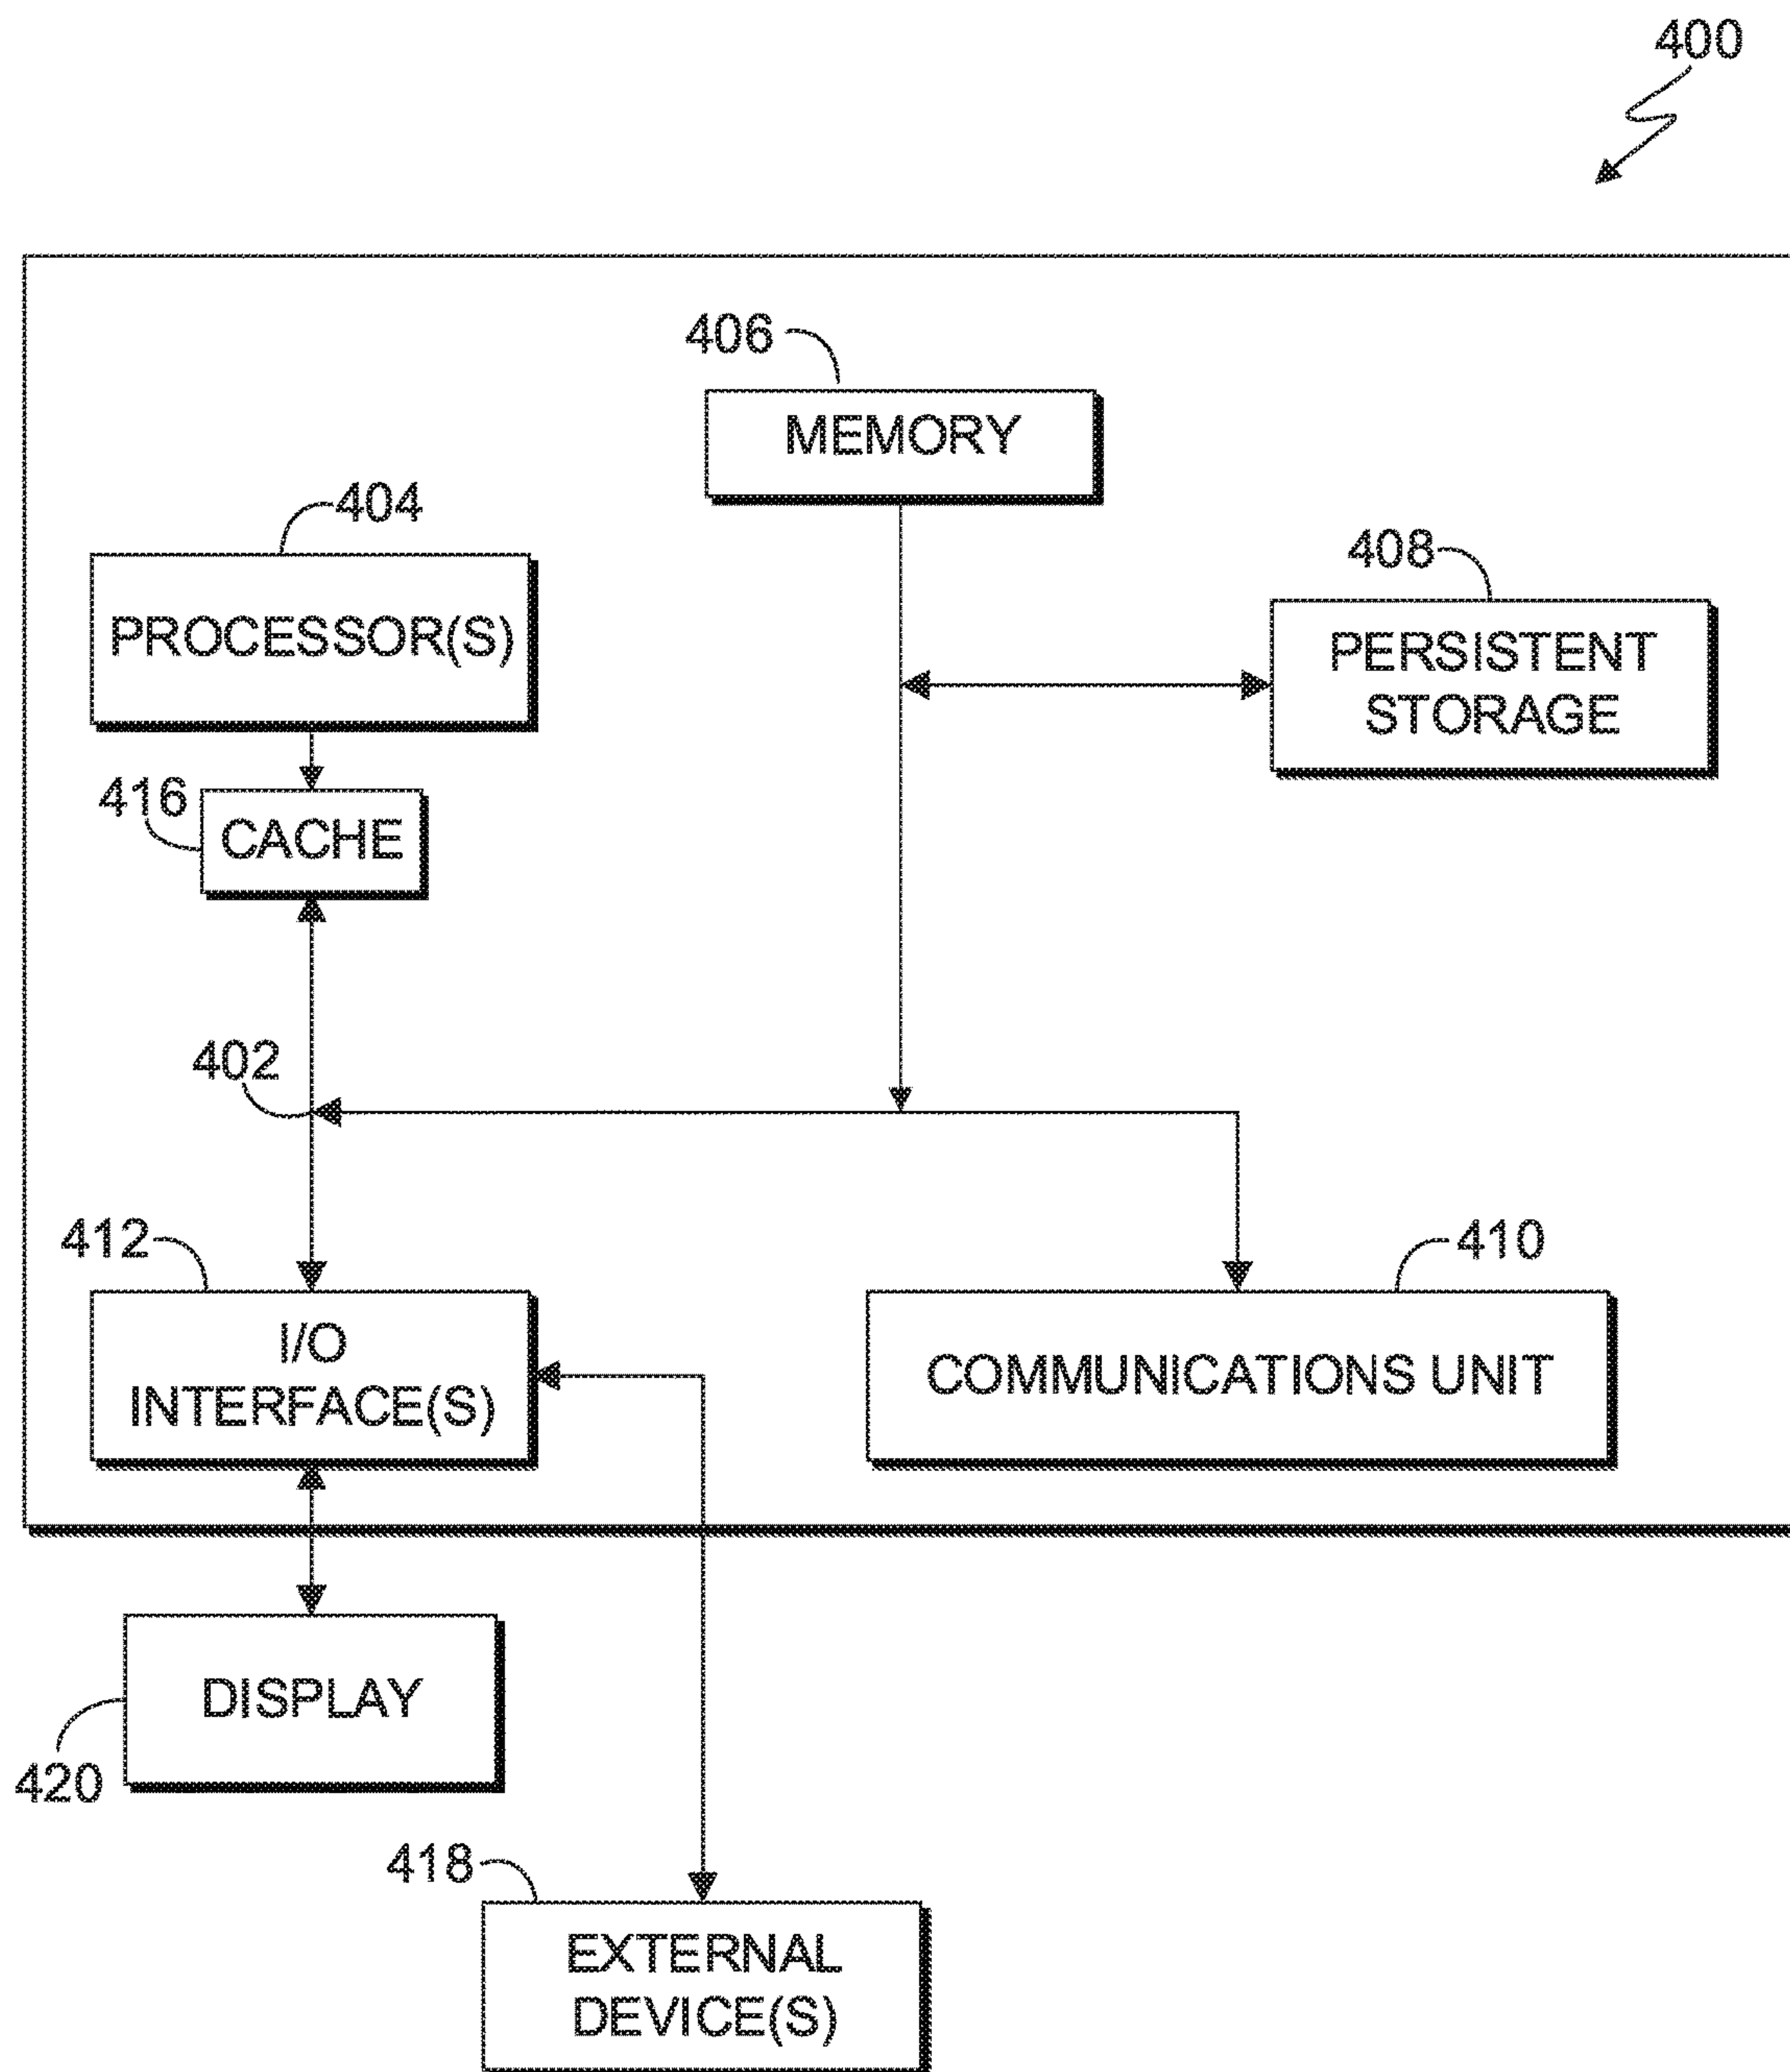 400
406
MEMORY
404
PROCESSOR(S)
408
PERSISTENT
STORAGE
416
CACHE
402
412
I/O
INTERFACE(S)
410
COMMUNICATIONS UNIT
DISPLAY
420
418
EXTERNAL
DEVICE(S)